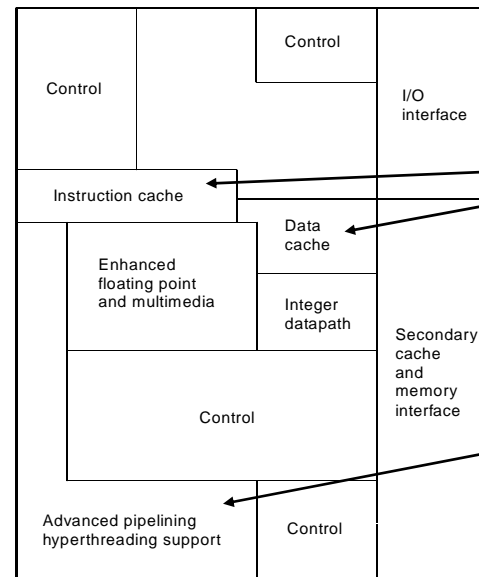 Control
Control
I/O
interface
Instruction cache
Data
cache
Enhanced
floating point
and multimedia
Integer
datapath
Secondary
cache
and
memory
interface
Control
Advanced pipelining
hyperthreading support
Control